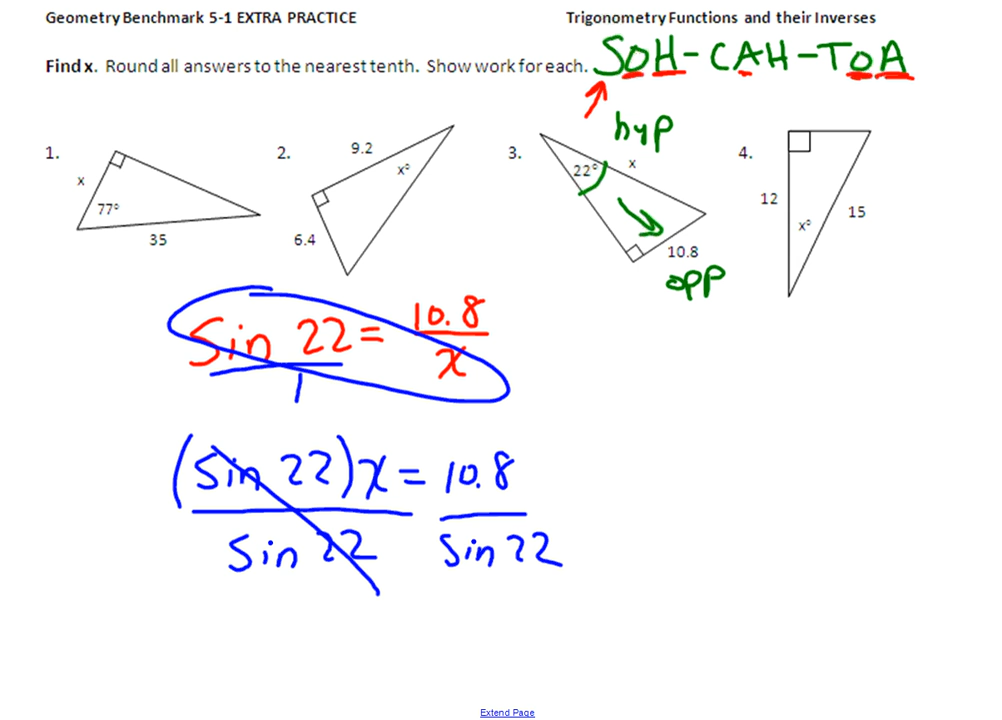 Geometry Benchmark 5-1 EXTRA PRACTICE Trigonometry Functions and their Inverses
Find x. Round all answers to the nearest tenth. Show work for each. SOH-CAH-TOA
hyp
1. x 77° 35
2. 9.2 x° 6.4
3. 22° x 10.8
opp
4. 12 x° 15
Sin 22 = 10.8 / x
1
(sin 22)x = 10.8
sin 22 sin 22
Extend Page